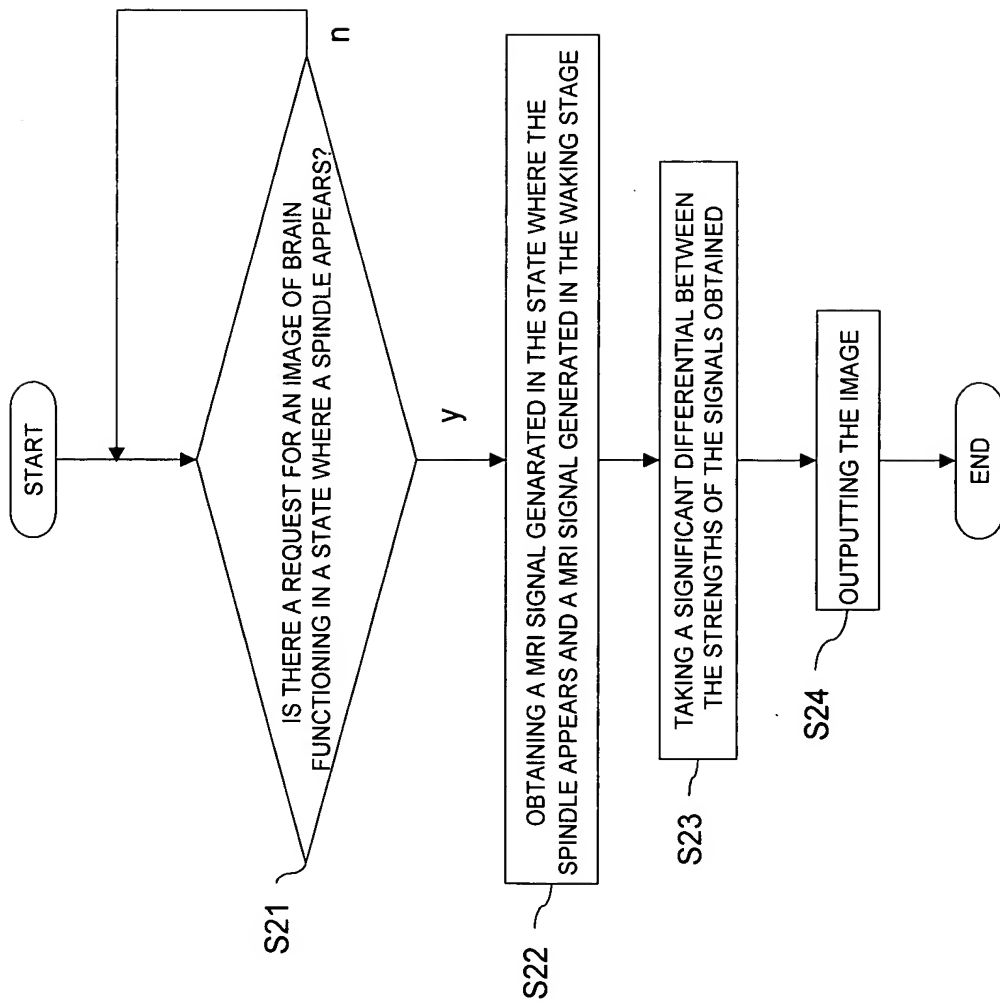 START
IS THERE A REQUEST FOR AN IMAGE OF BRAIN
FUNCTIONING IN A STATE WHERE A SPINDLE APPEARS?
n
S21
y
OBTAINING A MRI SIGNAL GENARATED IN THE STATE WHERE THE
SPINDLE APPEARS AND A MRI SIGNAL GENERATED IN THE WAKING STAGE
S22
TAKING A SIGNIFICANT DIFFERENTIAL BETWEEN
THE STRENGTHS OF THE SIGNALS OBTAINED
S23
OUTPUTTING THE IMAGE
S24
END